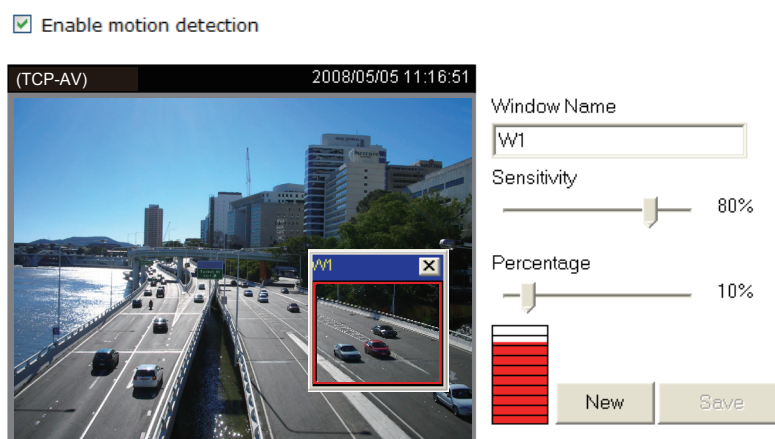 Enable motion detection
(TCP-AV) 2008/05/05 11:16:51
Window Name
W1
Sensitivity
80%
W1
Percentage
10%
New Save